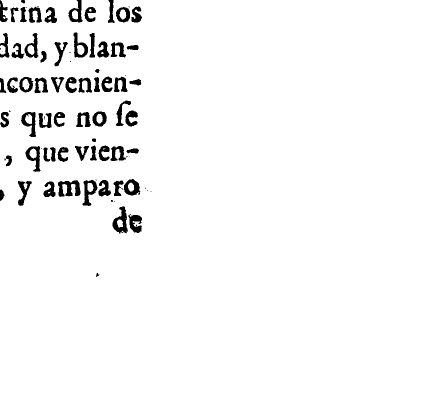 trina de los
dad, y blan-
nconvenien-
s que no ſe
, que vien-
, y amparo
de